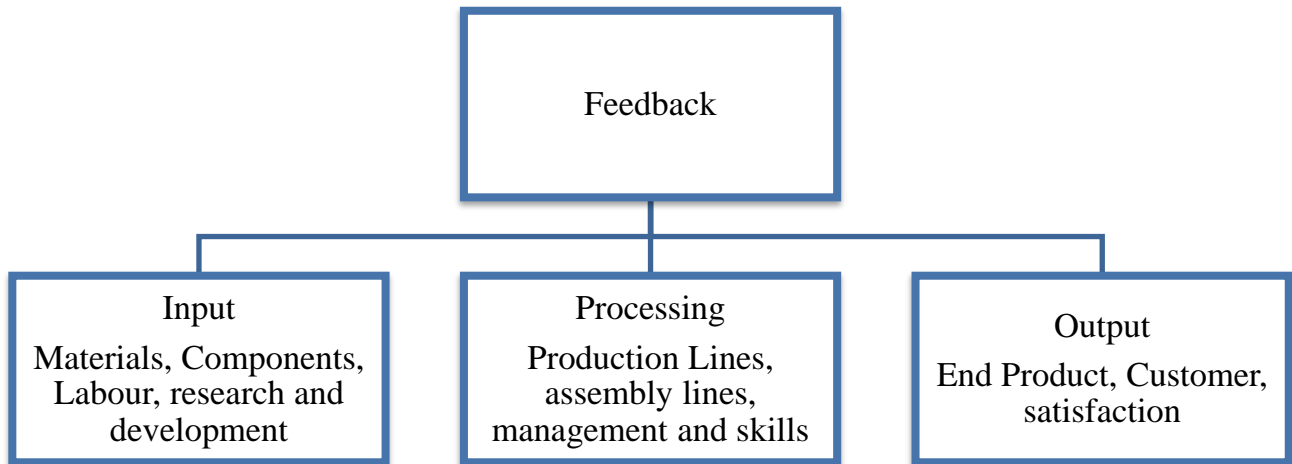 Feedback
Input
Materials, Components,
Labour, research and
development
Processing
Production Lines,
assembly lines,
management and skills
Output
End Product, Customer,
satisfaction